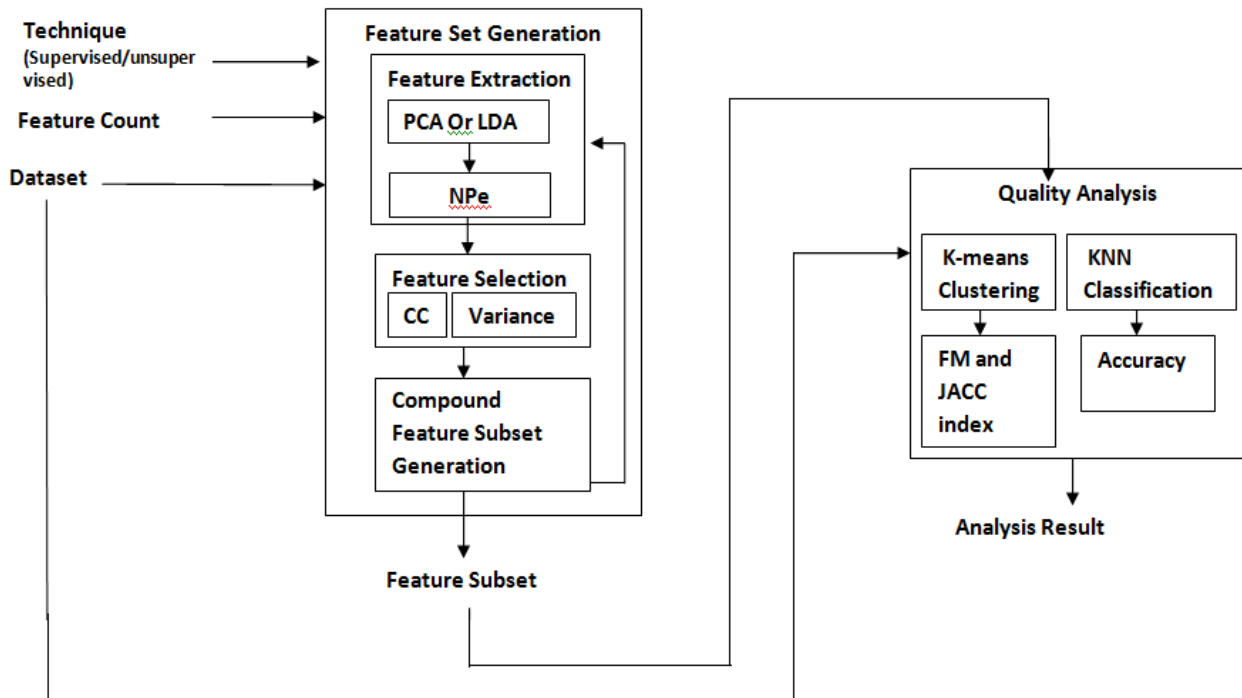 Technique
(Supervised/unsuper
vised)
Feature Count
Dataset
Feature Set Generation
Feature Extraction
PCA Or LDA
NPe
Feature Selection
CC
Variance
Compound
Feature Subset
Generation
Feature Subset
Quality Analysis
K-means
Clustering
KNN
Classification
FM and
JACC
index
Accuracy
Analysis Result